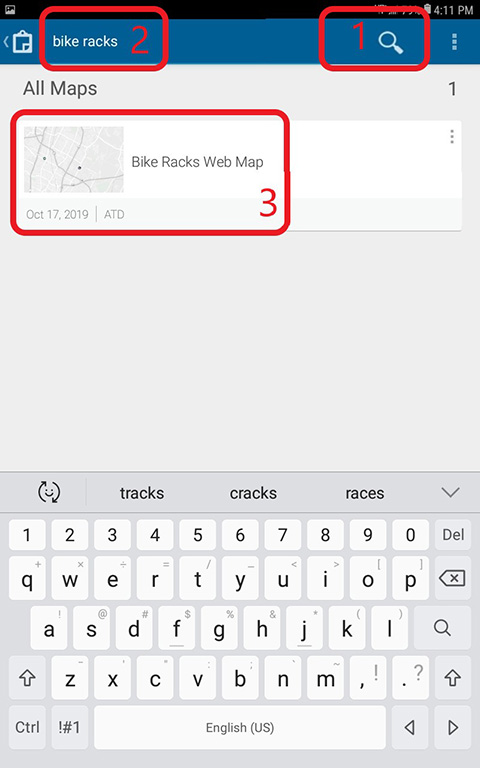 4:11 PM
bike racks 2 1
All Maps 1
Bike Racks Web Map
Oct 17, 2019 ATD 3
tracks cracks races
1 2 3 4 5 6 7 8 9 0 Del
+ × ÷ = / _ < > [ ]
q w e r t y u i o p
! @ # $ % & * ( )
a s d f g h j k l
- ' " : ; , ? 
z x c v b n m , ! . ?
Ctrl !#1 English (US)